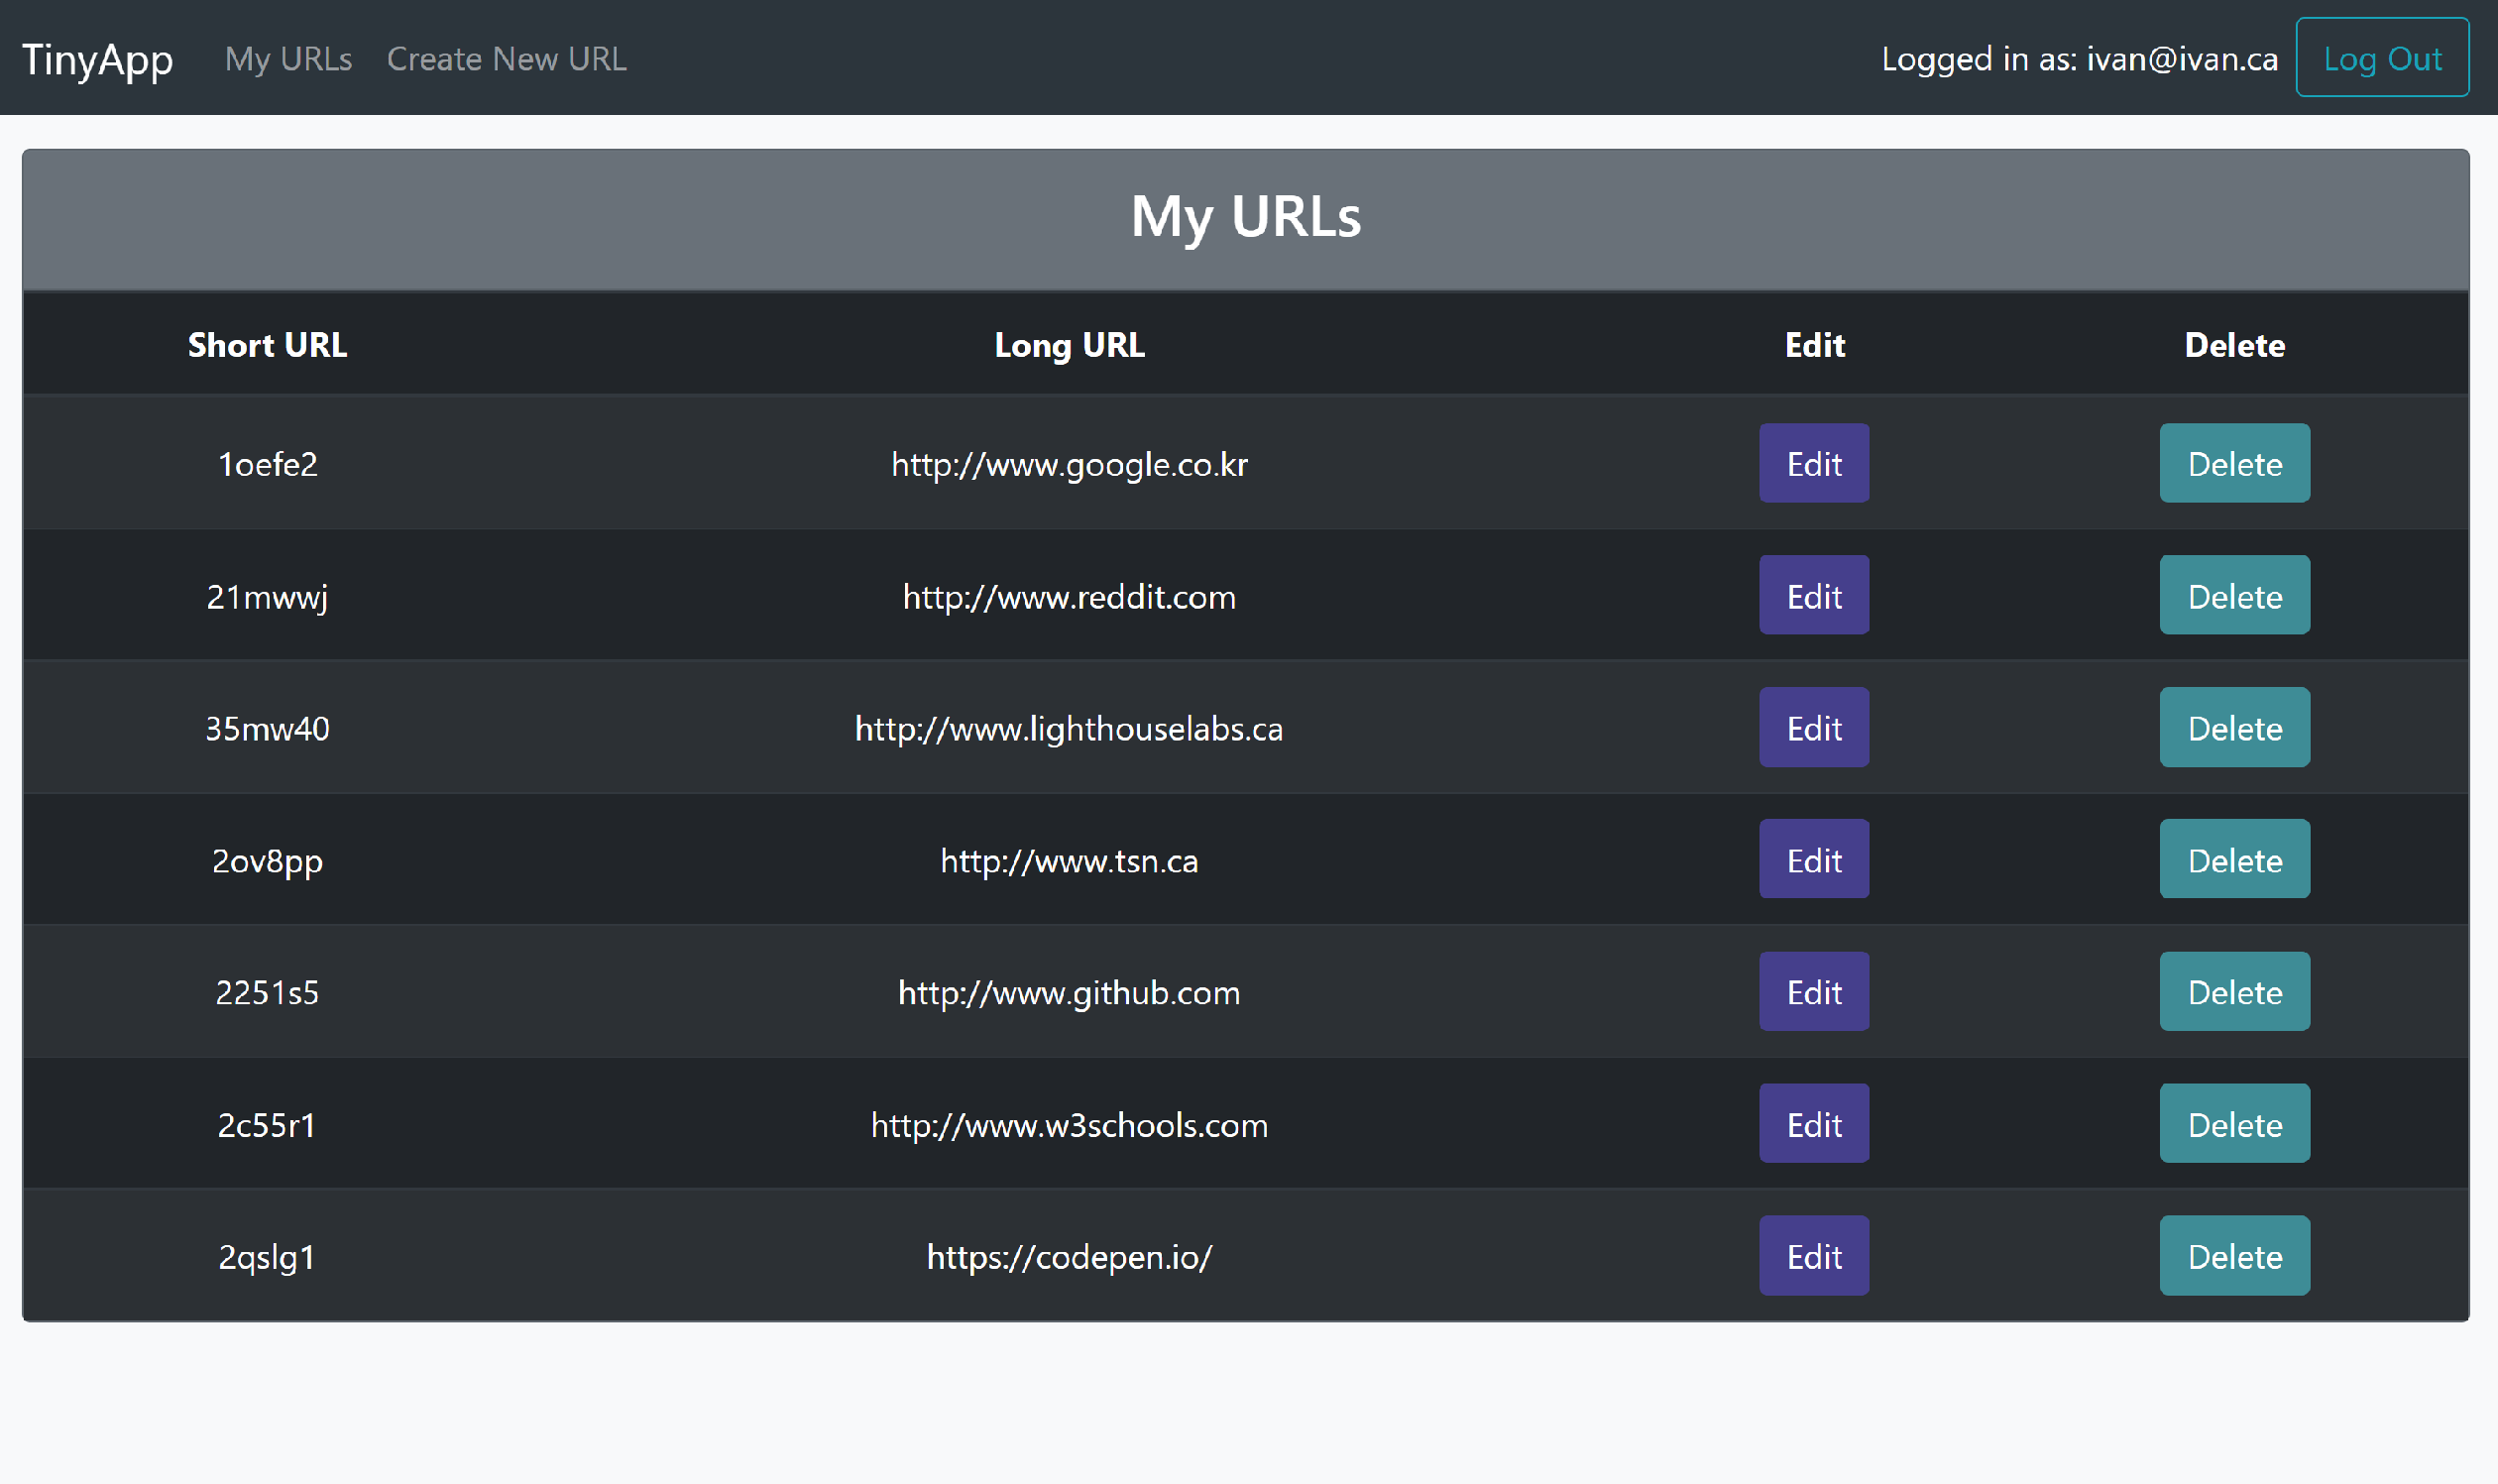 TinyApp My URLs Create New URL Logged in as: ivan@ivan.ca Log Out
My URLs
Short URL Long URL Edit Delete
1oefe2 http://www.google.co.kr Edit Delete
21mwwj http://www.reddit.com Edit Delete
35mw40 http://www.lighthouselabs.ca Edit Delete
2ov8pp http://www.tsn.ca Edit Delete
2251s5 http://www.github.com Edit Delete
2c55r1 http://www.w3schools.com Edit Delete
2qslg1 https://codepen.io/ Edit Delete